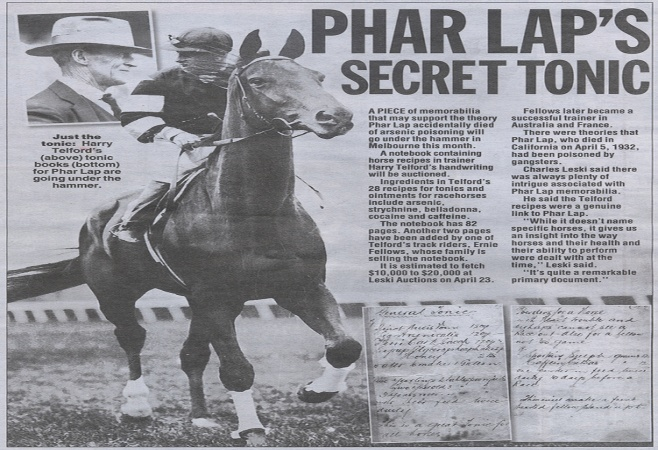 PHAR LAP'S
SECRET TONIC
Just the
tonic: Harry
Telford's
(above) tonic
books (bottom)
for Phar Lap are
going under the
hammer.
A PIECE of memorabilia
that may support the theory
Phar Lap accidentally died
of arsenic poisoning will
go under the hammer in
Melbourne this month.
A notebook containing
horse recipes in trainer
Harry Telford's handwriting
will be auctioned.
Ingredients in Telford's
28 recipes for tonics and
ointments for racehorses
include arsenic,
strychnine, belladonna,
cocaine and caffeine.
The notebook has 82
pages. Another two pages
have been added by one of
Telford's track riders, Ernie
Fellows, whose family is
selling the notebook.
It is estimated to fetch
$10,000 to $20,000 at
Leski Auctions on April 23.
Fellows later became a
successful trainer in
Australia and France.
There were theories that
Phar Lap, who died in
California on April 5, 1932,
had been poisoned by
gangsters.
Charles Leski said there
was always plenty of
intrigue associated with
Phar Lap memorabilia.
He said the Telford
recipes were a genuine
link to Phar Lap.
"While it doesn't name
specific horses, it gives us
an insight into the way
horses and their health and
their ability to perform
were dealt with at the
time," Leski said.
"It's quite a remarkable
primary document."
General Tonic